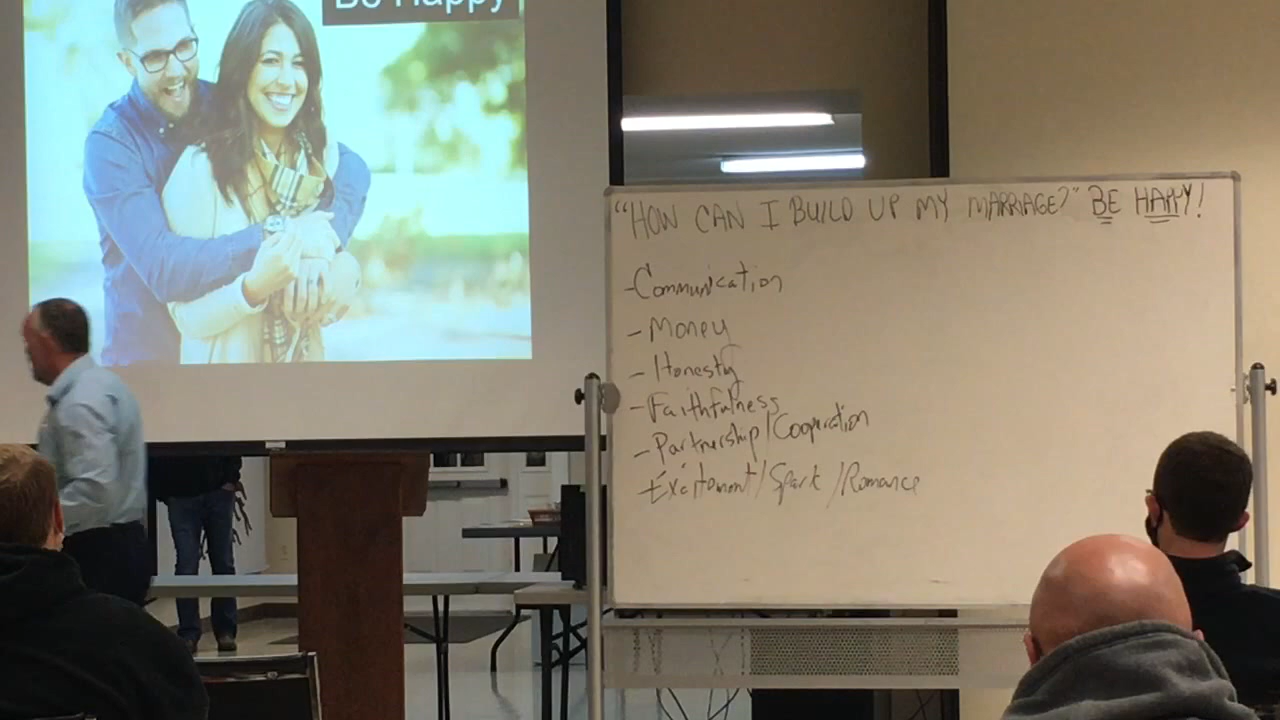 Be Happy
"HOW CAN I BUILD UP MY MARRIAGE?" BE HAPPY!
- Communication
- Money
- Honesty
- Faithfulness
- Partnership/Cooperation
- Excitement/Spark/Romance